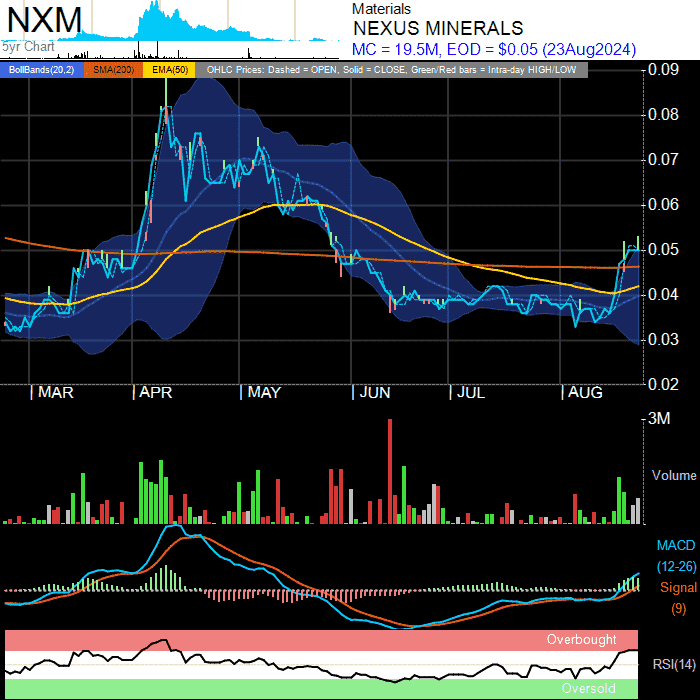 NXM
5yr Chart
Materials
NEXUS MINERALS
MC = 19.5M, EOD = $0.05 (23Aug2024)
BollBands(20,2) SMA(200) EMA(50) OHLC Prices: Dashed = OPEN, Solid = CLOSE, Green/Red bars = Intra-day HIGH/LOW
0.09
0.08
0.07
0.06
0.05
0.04
0.03
0.02
| MAR | APR | MAY | JUN | JUL | AUG
3M
Volume
MACD
(12-26)
Signal
(9)
Overbought
RSI(14)
Oversold